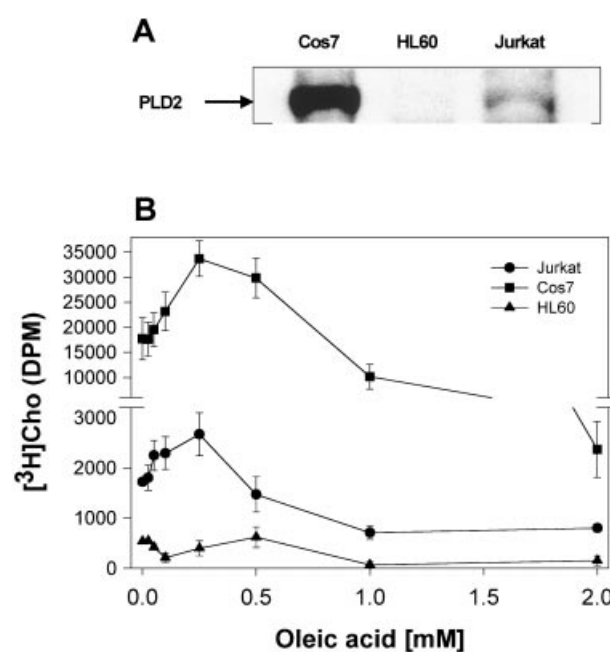 A
Cos7 HL60 Jurkat
PLD2
B
35000
30000
25000
20000
15000
10000
3000
2000
1000
0
[³H]Cho (DPM)
Jurkat
Cos7
HL60
0.0 0.5 1.0 1.5 2.0
Oleic acid [mM]